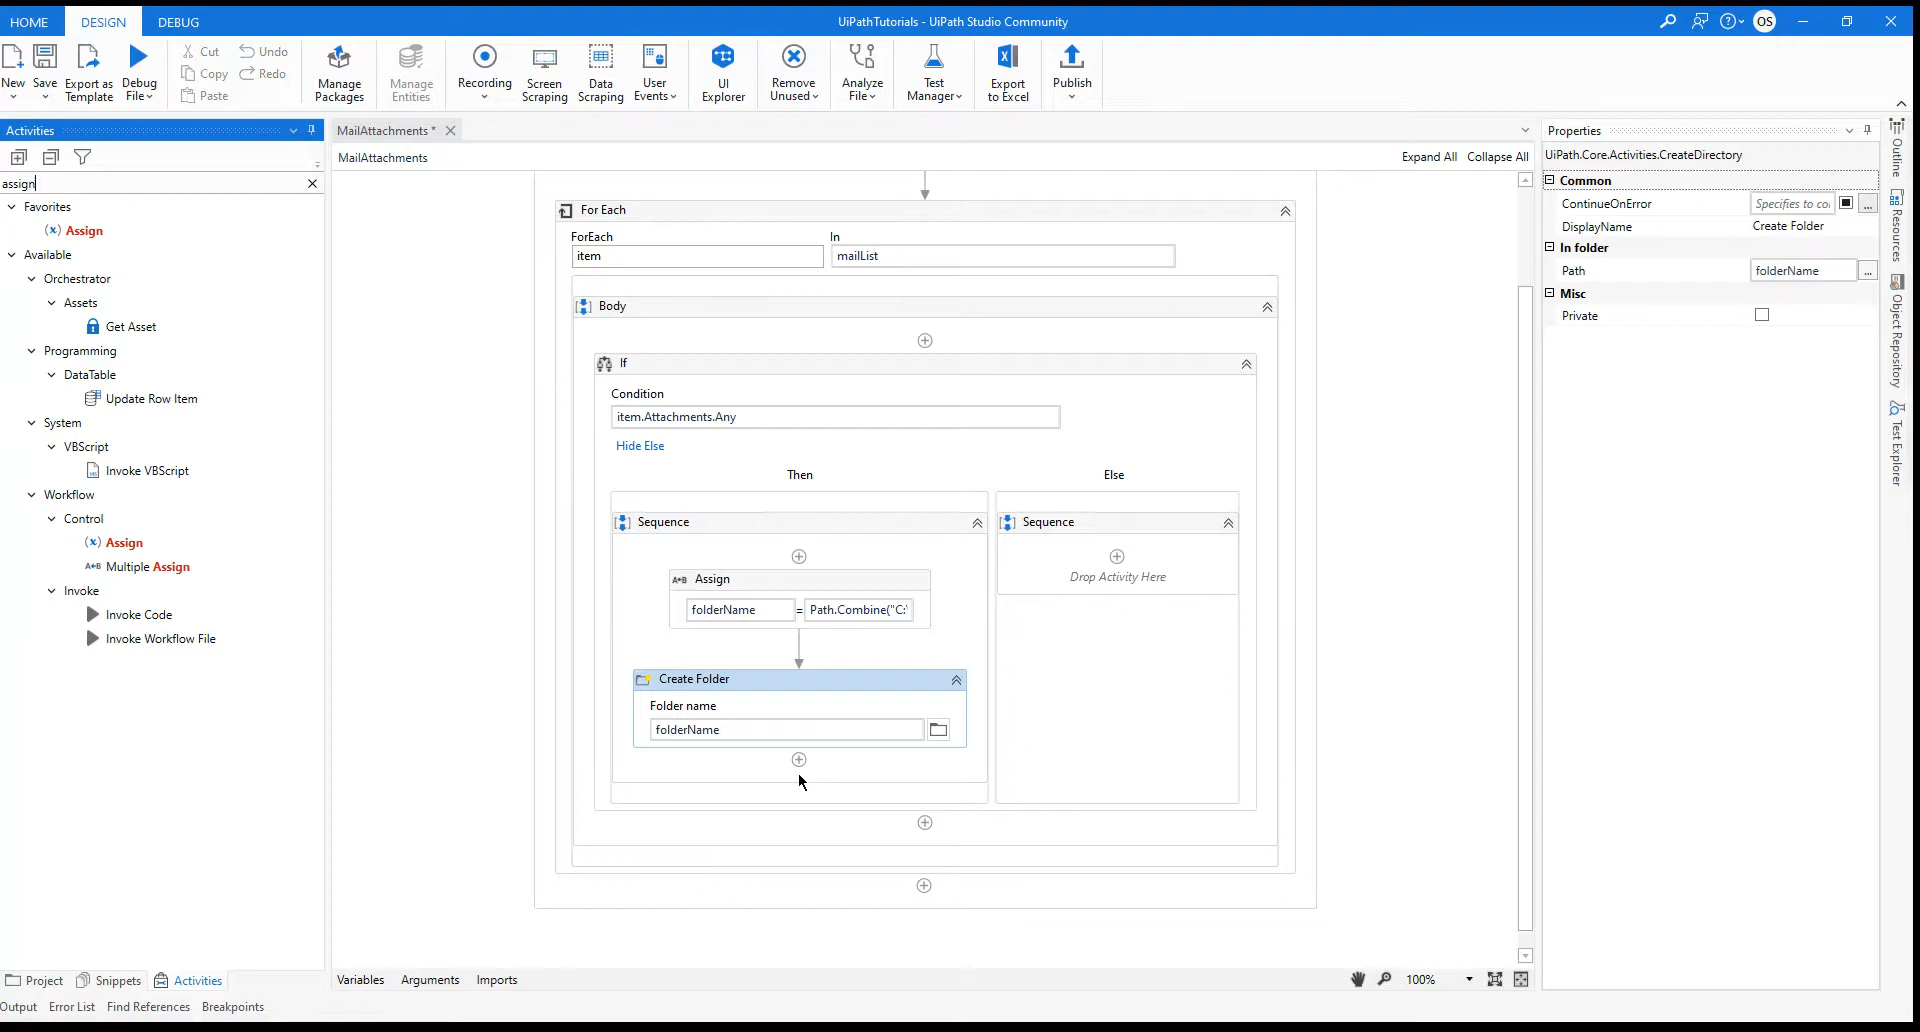 HOME DESIGN DEBUG
UiPathTutorials - UiPath Studio Community
OS
New
Save
Export as Template
Debug File
Cut
Copy
Paste
Undo
Redo
Manage Packages
Manage Entities
Recording
Screen Scraping
Data Scraping
User Events
UI Explorer
Remove Unused
Analyze File
Test Manager
Export to Excel
Publish
Activities
assign
Favorites
(x) Assign
Available
Orchestrator
Assets
Get Asset
Programming
DataTable
Update Row Item
System
VBScript
Invoke VBScript
Workflow
Control
(x) Assign
A+B Multiple Assign
Invoke
Invoke Code
Invoke Workflow File
Project Snippets Activities
Output Error List Find References Breakpoints
MailAttachments *
MailAttachments
Expand All Collapse All
For Each
ForEach In
item mailList
Body
If
Condition
item.Attachments.Any
Hide Else
Then Else
Sequence
A+B Assign
folderName = Path.Combine("C:\
Create Folder
Folder name
folderName
Sequence
Drop Activity Here
Variables Arguments Imports
100%
Properties
UiPath.Core.Activities.CreateDirectory
Common
ContinueOnError Specifies to co ...
DisplayName Create Folder
In folder
Path folderName ...
Misc
Private
Outline
Resources
Object Repository
Test Explorer